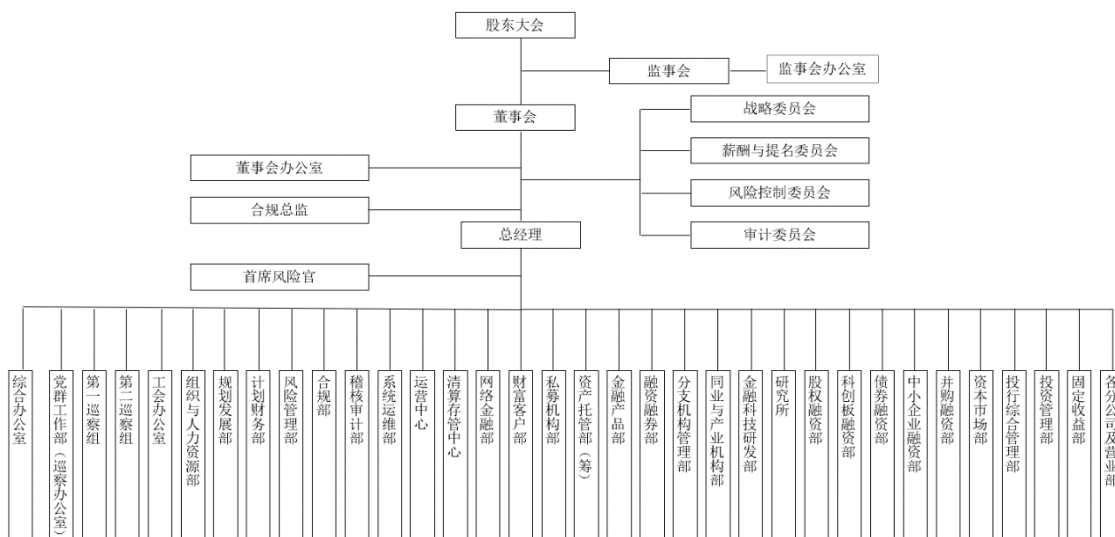 股东大会
监事会
监事会办公室
董事会
战略委员会
薪酬与提名委员会
董事会办公室
风险控制委员会
合规总监
总经理
审计委员会
首席风险官
综合办公室
党群工作部（巡察办公室）
第一巡察组
第二巡察组
工会办公室
组织与人力资源部
规划发展部
计划财务部
风险管理部
合规部
稽核审计部
系统运维部
运营中心
清算存管中心
网络金融部
财富客户部
私募机构部
资产托管部（筹）
金融产品部
融资融券部
分支机构管理部
同业与产业机构部
金融科技研发部
研究所
股权融资部
科创板融资部
债券融资部
中小企业融资部
并购融资部
资本市场部
投行综合管理部
投资管理部
固定收益部
各分公司及营业部